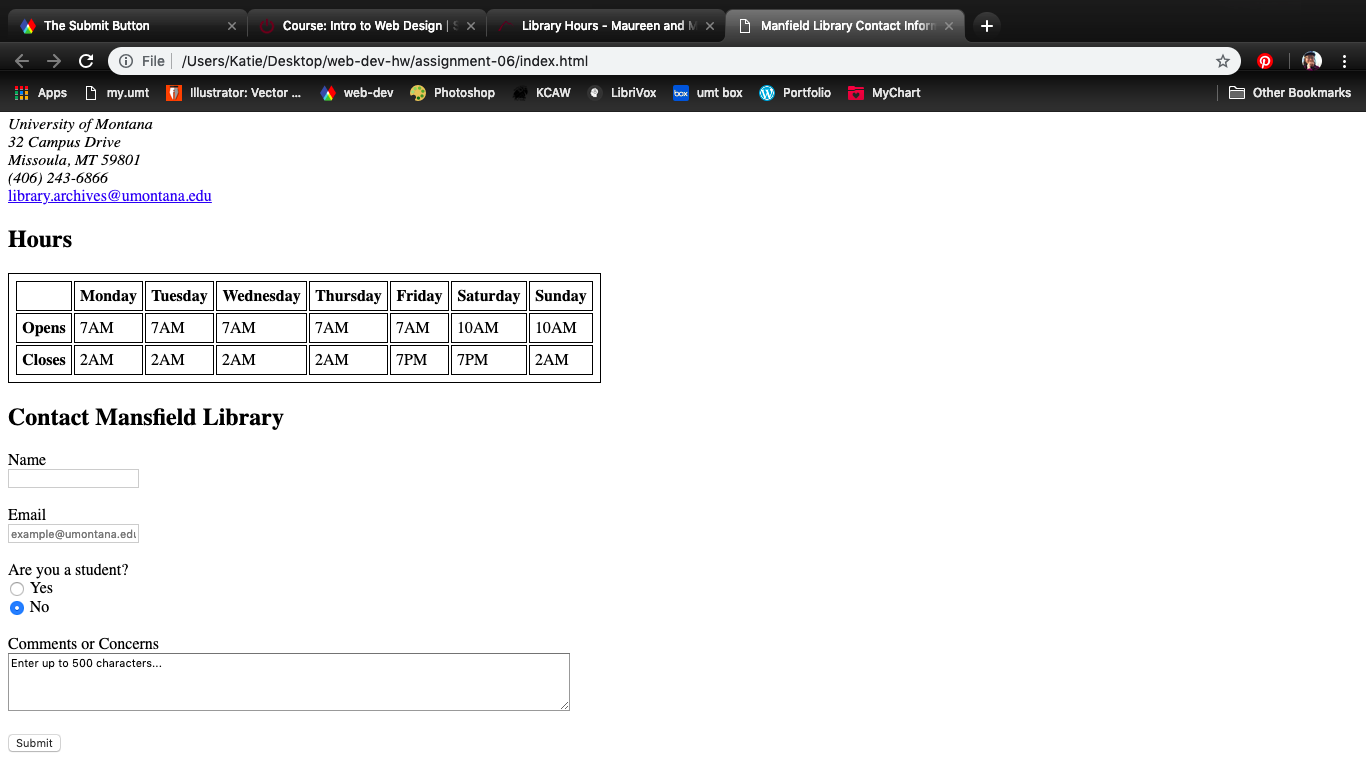 The Submit Button
Course: Intro to Web Design | S
Library Hours - Maureen and M
Manfield Library Contact Inform
File | /Users/Katie/Desktop/web-dev-hw/assignment-06/index.html
Apps my.umt Illustrator: Vector ... web-dev Photoshop KCAW LibriVox box umt box Portfolio MyChart Other Bookmarks
University of Montana
32 Campus Drive
Missoula, MT 59801
(406) 243-6866
library.archives@umontana.edu
Hours
Monday Tuesday Wednesday Thursday Friday Saturday Sunday
Opens 7AM 7AM 7AM 7AM 7AM 10AM 10AM
Closes 2AM 2AM 2AM 2AM 7PM 7PM 2AM
Contact Mansfield Library
Name
Email
example@umontana.edu
Are you a student?
Yes
No
Comments or Concerns
Enter up to 500 characters...
Submit